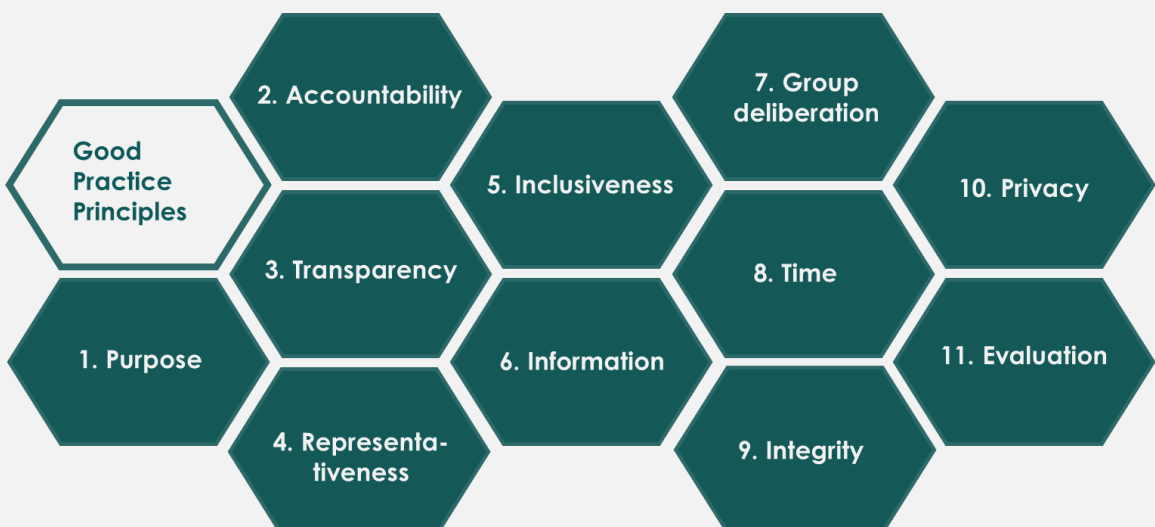 Good
Practice
Principles
1. Purpose
2. Accountability
3. Transparency
4. Representa-
tiveness
5. Inclusiveness
6. Information
7. Group
deliberation
8. Time
9. Integrity
10. Privacy
11. Evaluation